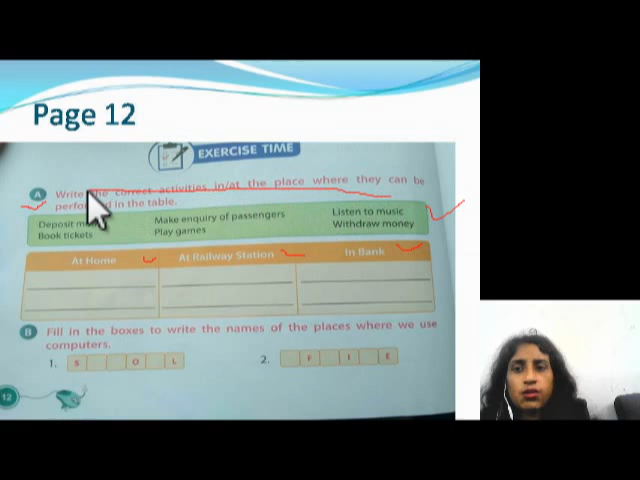 Page 12
EXERCISE TIME
A Write the correct activities in/at the place where they can be
performed in the table.
Make enquiry of passengers Listen to music
Deposit Play games Withdraw money
Book tickets
At Home At Railway Station In Bank
B Fill in the boxes to write the names of the places where we use
computers.
1. S O L 2. F I E
12